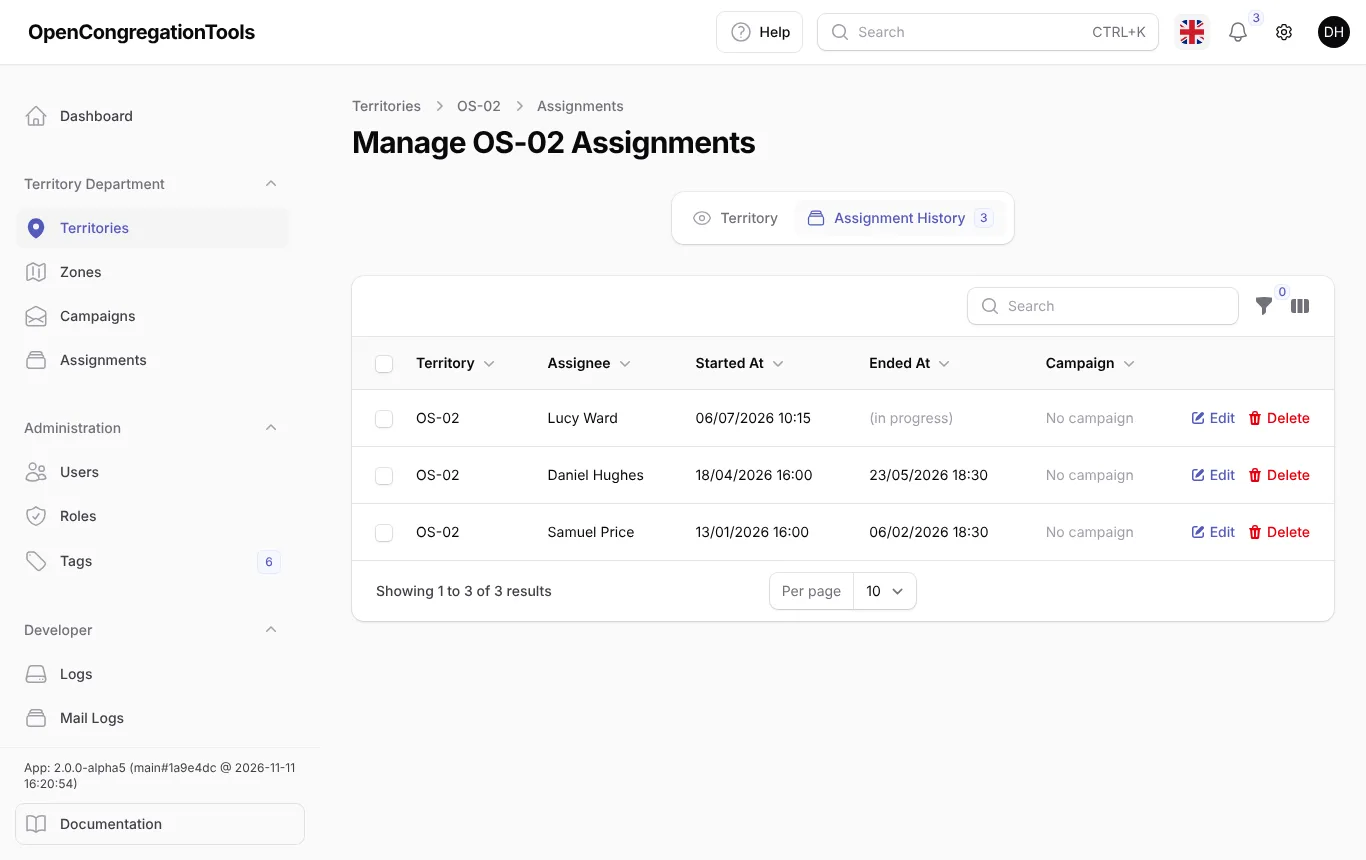 OpenCongregationTools
Help
Search CTRL+K
3
DH
Dashboard
Territory Department
Territories
Zones
Campaigns
Assignments
Administration
Users
Roles
Tags 6
Developer
Logs
Mail Logs
App: 2.0.0-alpha5 (main#1a9e4dc @ 2026-11-11
16:20:54)
Documentation
Territories OS-02 Assignments
Manage OS-02 Assignments
Territory Assignment History 3
Search 0
Territory Assignee Started At Ended At Campaign
OS-02 Lucy Ward 06/07/2026 10:15 (in progress) No campaign Edit Delete
OS-02 Daniel Hughes 18/04/2026 16:00 23/05/2026 18:30 No campaign Edit Delete
OS-02 Samuel Price 13/01/2026 16:00 06/02/2026 18:30 No campaign Edit Delete
Showing 1 to 3 of 3 results Per page 10